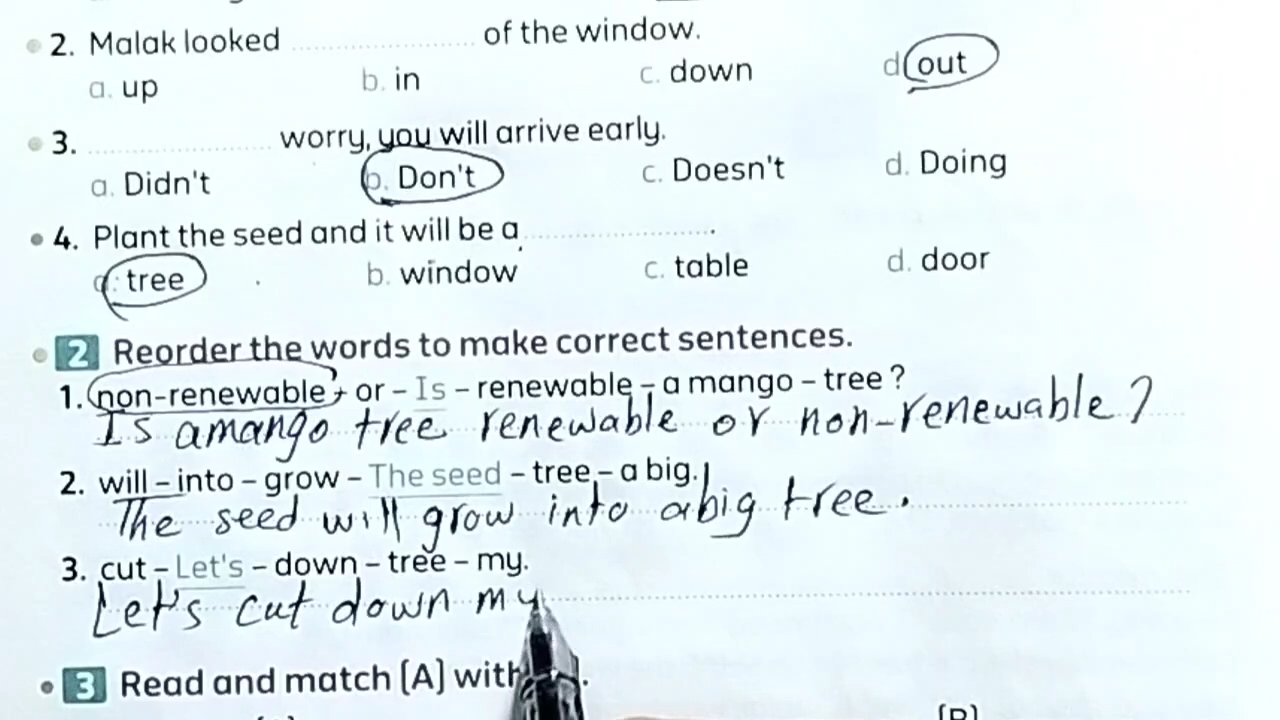 2. Malak looked .................... of the window.
a. up b. in c. down d. out
3. .................... worry, you will arrive early.
a. Didn't b. Don't c. Doesn't d. Doing
4. Plant the seed and it will be a .................... .
a. tree b. window c. table d. door
2 Reorder the words to make correct sentences.
1. non-renewable – or – Is – renewable – a mango – tree ?
Is a mango tree renewable or non-renewable?
2. will – into – grow – The seed – tree – a big.
The seed will grow into a big tree.
3. cut – Let's – down – tree – my.
Let's cut down my
3 Read and match (A) with